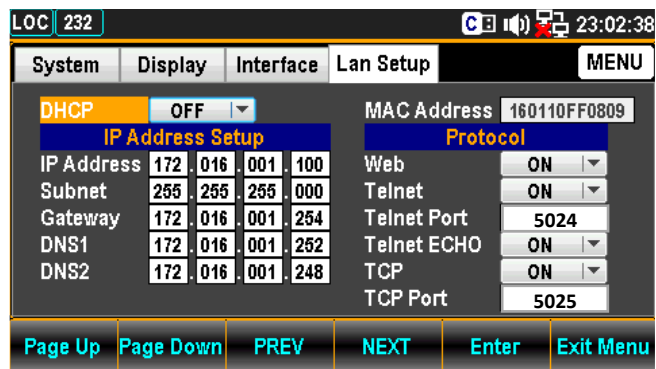 LOC 232 C 23:02:38
System Display Interface Lan Setup MENU
DHCP OFF MAC Address 160110FF0809
IP Address Setup Protocol
IP Address 172 . 016 . 001 . 100 Web ON
Subnet 255 . 255 . 255 . 000 Telnet ON
Gateway 172 . 016 . 001 . 254 Telnet Port 5024
DNS1 172 . 016 . 001 . 252 Telnet ECHO ON
DNS2 172 . 016 . 001 . 248 TCP ON
TCP Port 5025
Page Up Page Down PREV NEXT Enter Exit Menu